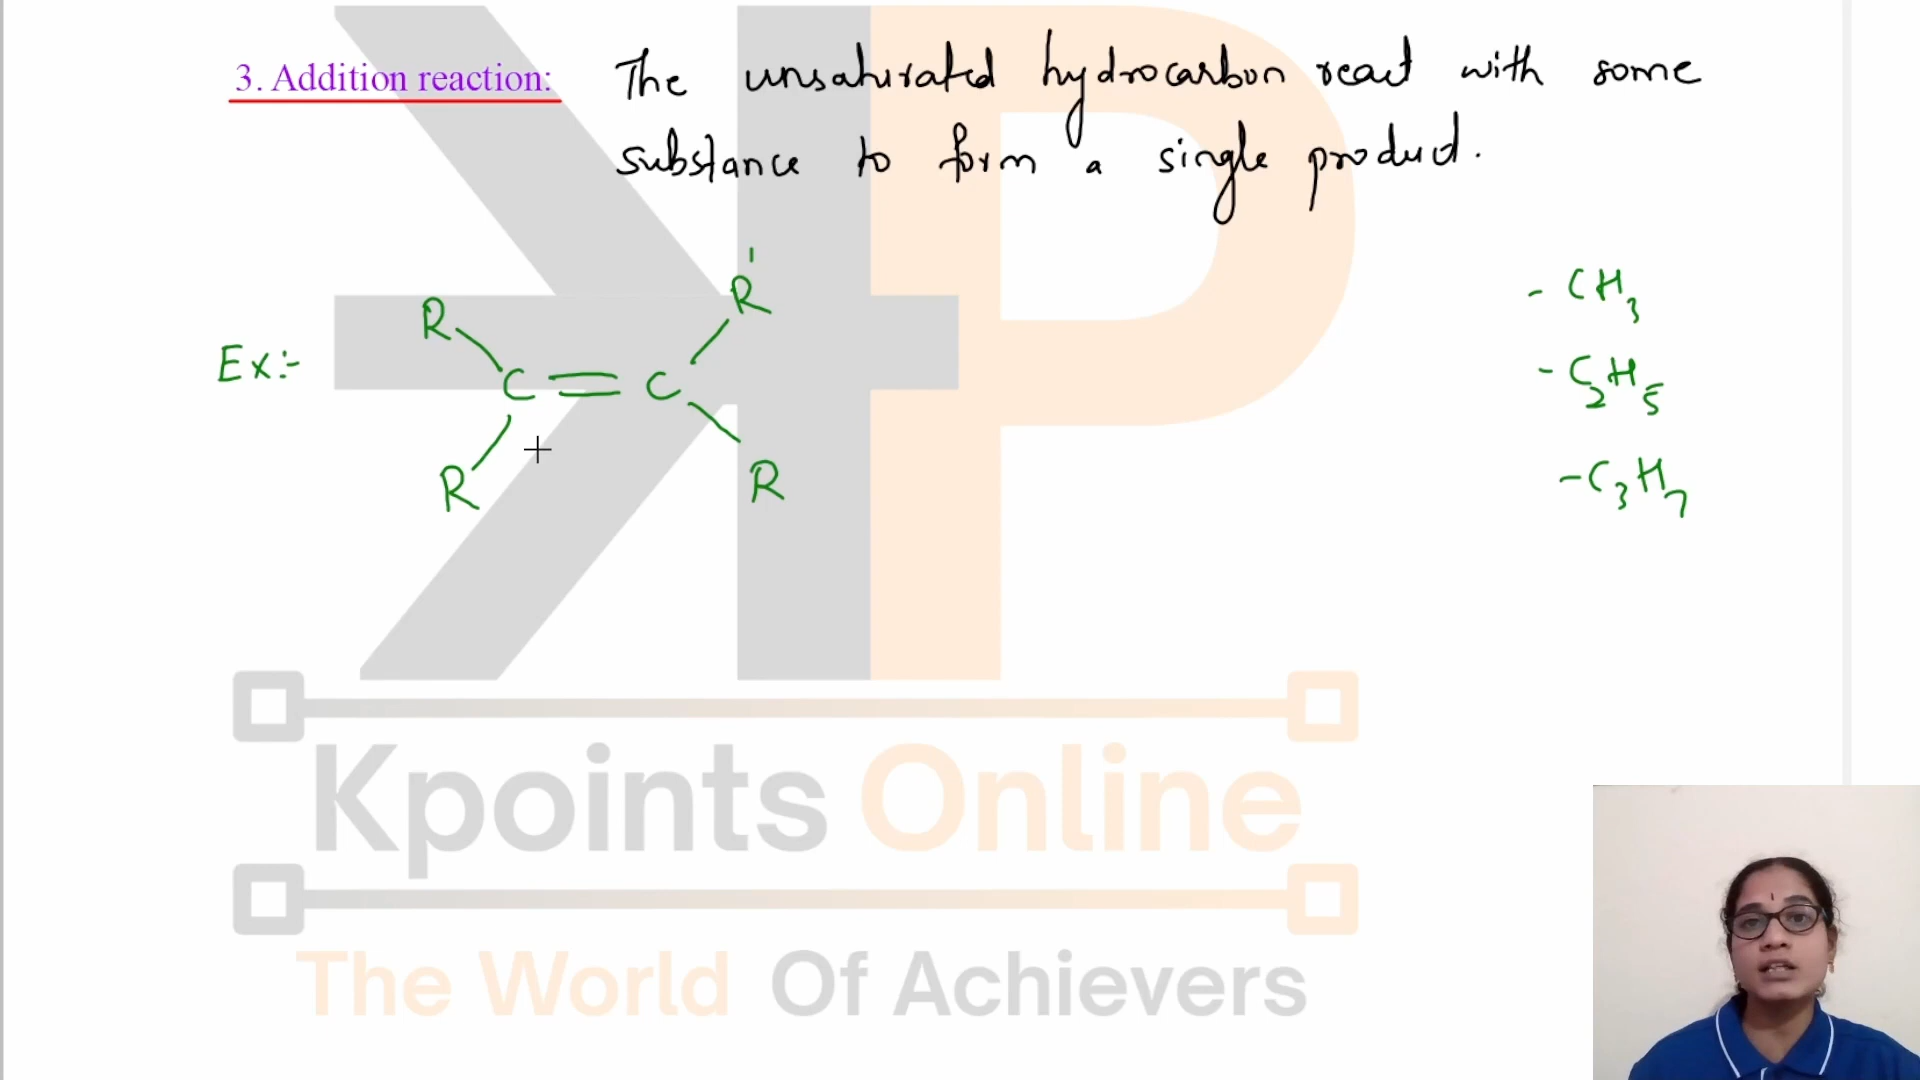 3. Addition reaction: The unsaturated hydrocarbon react with some
substance to form a single product.
R R'
Ex:- C = C
R R
- CH3
- C2H5
- C3H7
Kpoints Online
The World Of Achievers